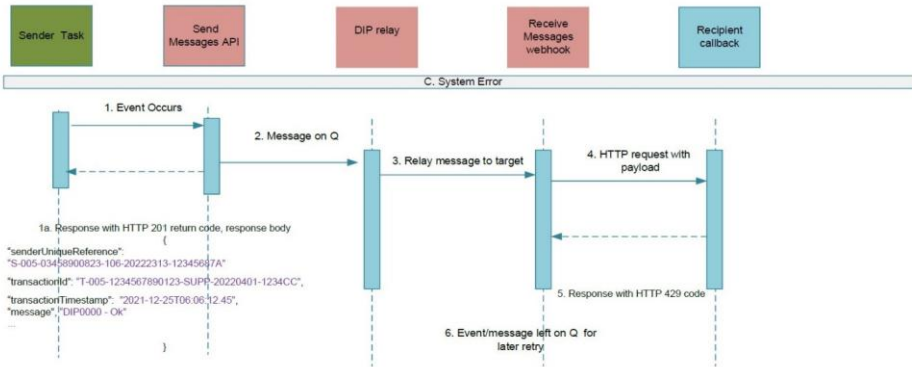 Sender Task
Send
Messages API
DIP relay
Receive
Messages
webhook
Recipient
callback
C. System Error
1. Event Occurs
2. Message on Q
3. Relay message to target
4. HTTP request with
payload
1a. Response with HTTP 201 return code, response body
{
"senderUniqueReference":
"S-005-03458900823-106-20222313-12345687A"
"transactionId": "T-005-1234567890123-SUPP-20220401-1234CC",
"transactionTimestamp": "2021-12-25T06:06:12.45",
"message", "DIP0000 - Ok"
...
}
5. Response with HTTP 429 code
6. Event/message left on Q for
later retry